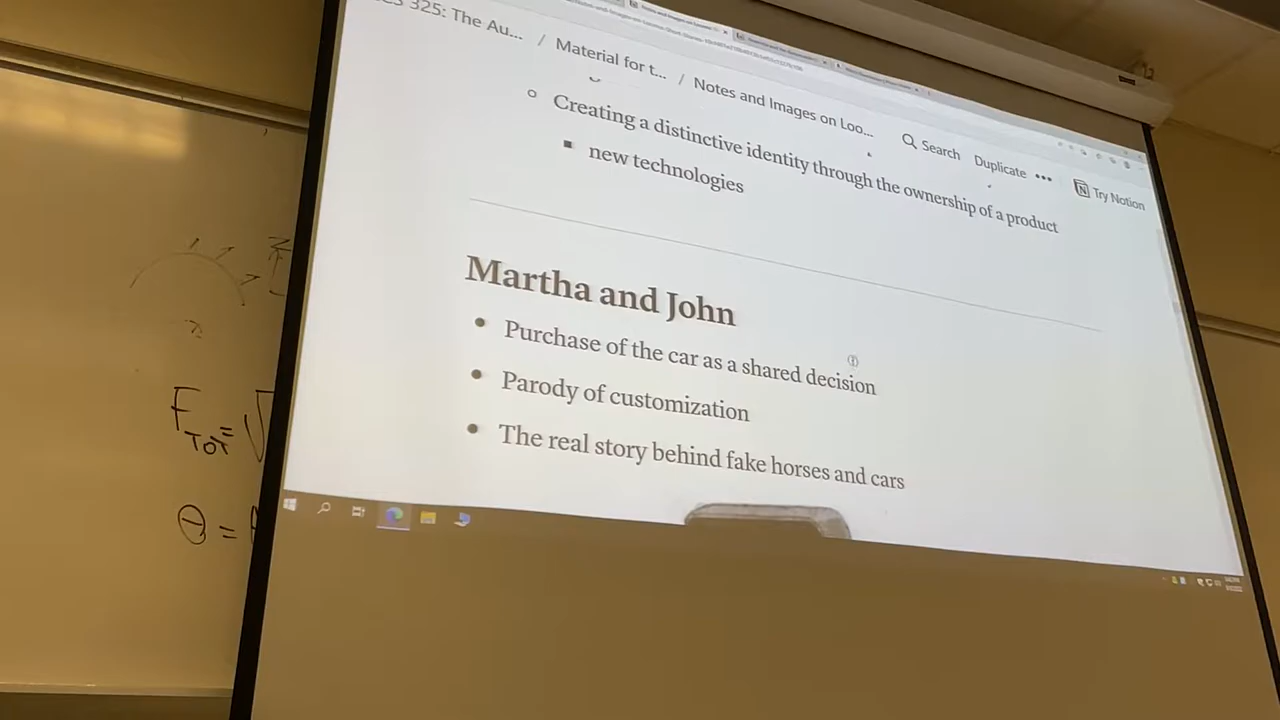 325: The Au... / Material for t... / Notes and Images on Loo...
Search Duplicate ••• Try Notion
Creating a distinctive identity through the ownership of a product
new technologies
Martha and John
Purchase of the car as a shared decision
Parody of customization
The real story behind fake horses and cars
F TOT = √
Θ =